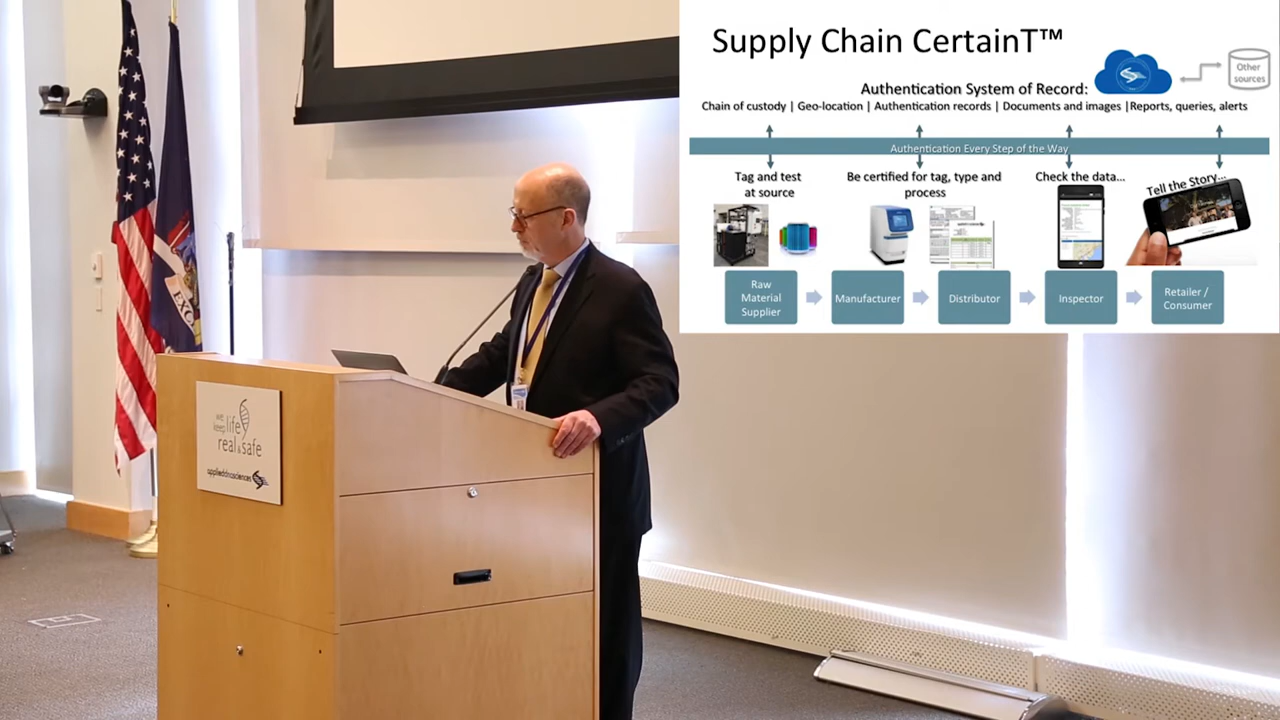 Supply Chain CertainT™
Authentication System of Record:
Other
sources
Chain of custody | Geo-location | Authentication records | Documents and images |Reports, queries, alerts
Authentication Every Step of the Way
Tag and test
at source
Be certified for tag, type and
process
Check the data...
Tell the Story...
Raw
Material
Supplier
Manufacturer
Distributor
Inspector
Retailer /
Consumer
EXC
we
keep life
real & safe
applieddnasciences